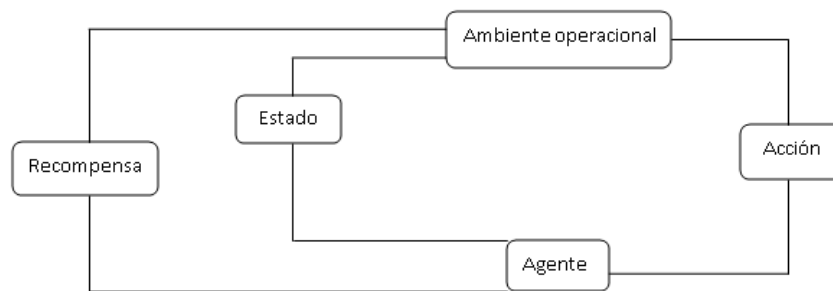 Ambiente operacional
Estado
Recompensa
Acción
Agente